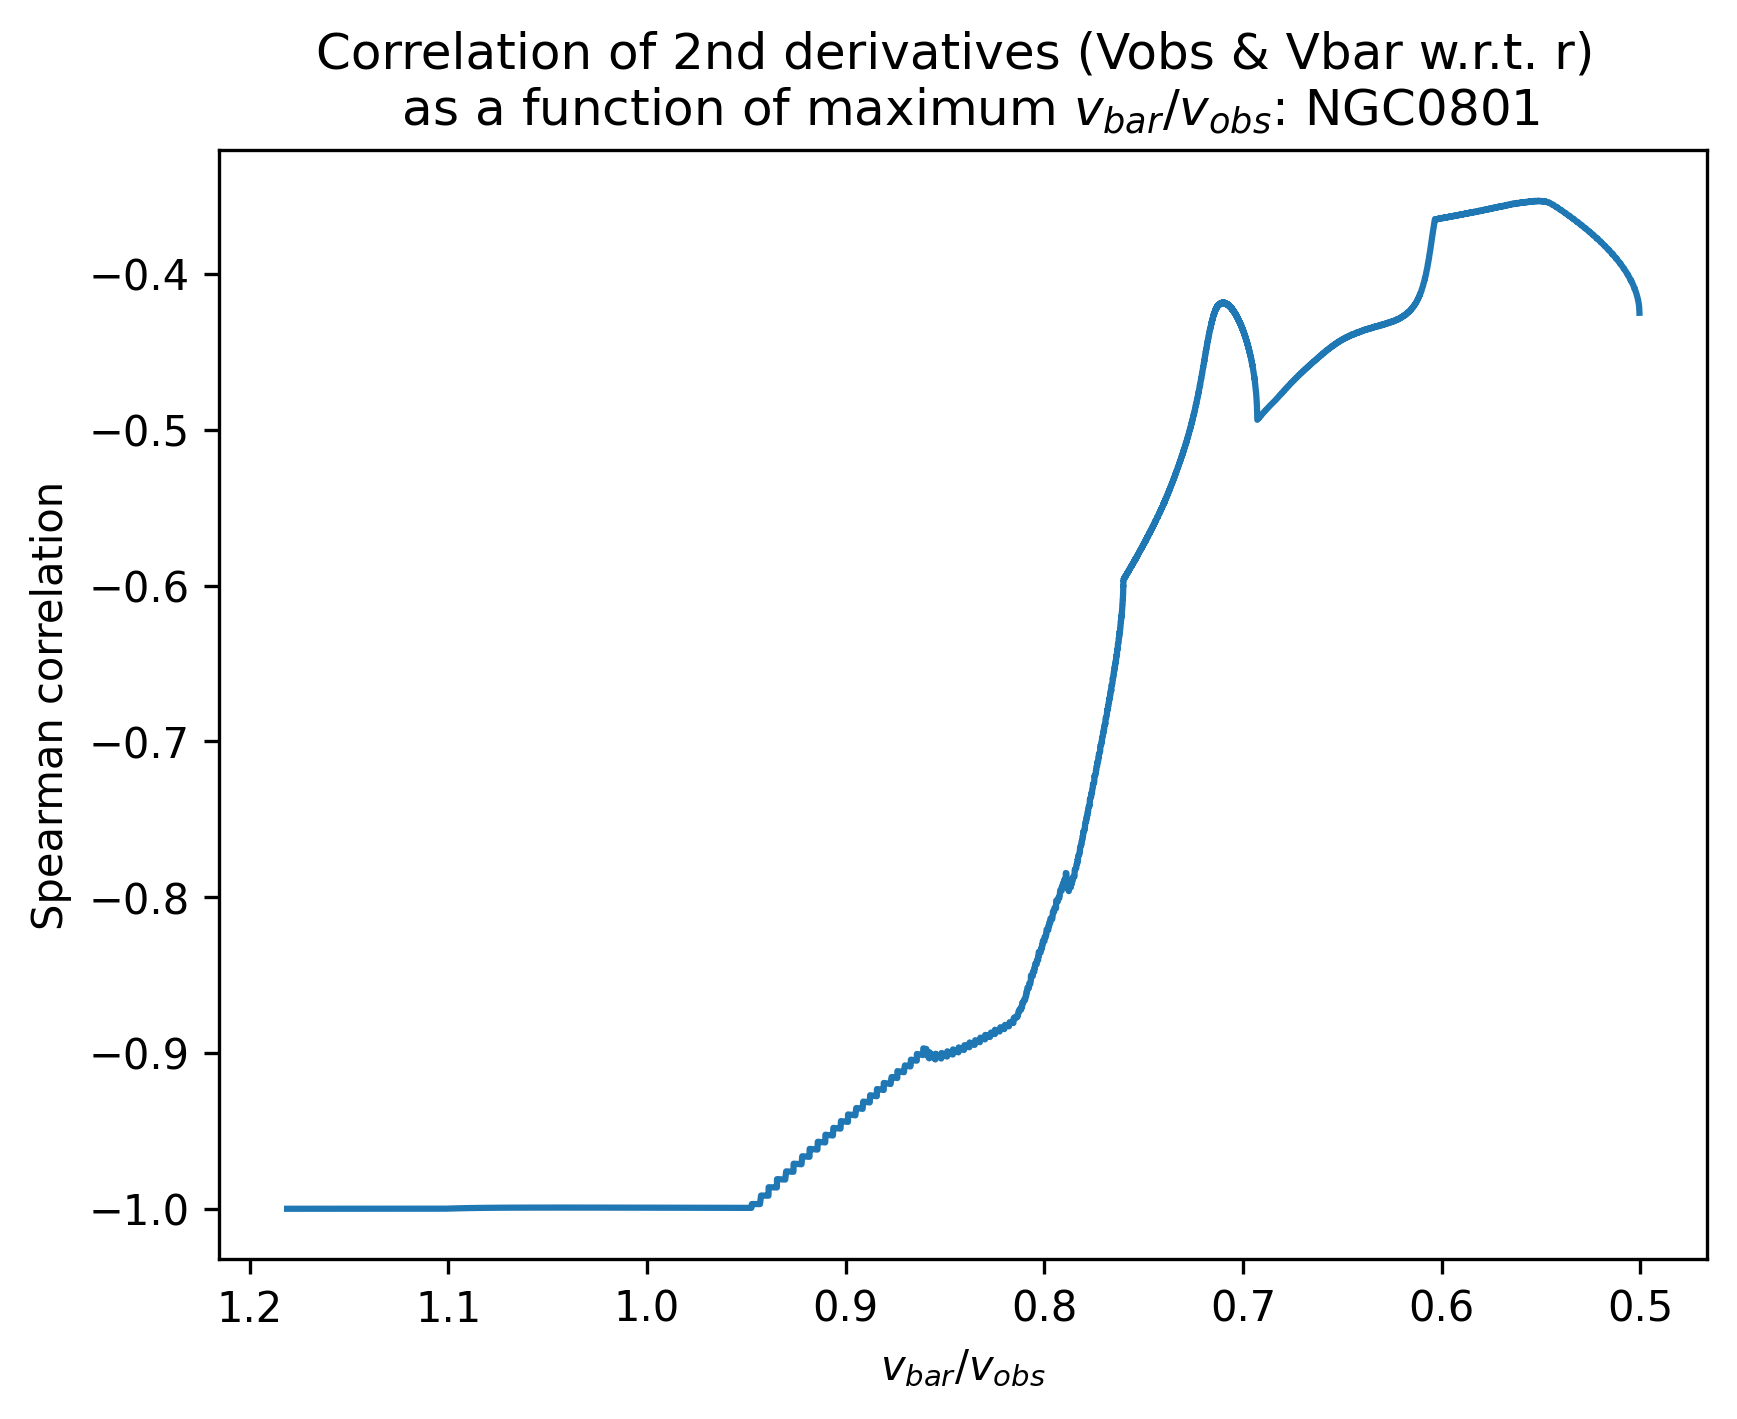 Correlation of 2nd derivatives (Vobs & Vbar w.r.t. r)
as a function of maximum v_bar/v_obs: NGC0801
Spearman correlation
−0.4
−0.5
−0.6
−0.7
−0.8
−0.9
−1.0
1.2 1.1 1.0 0.9 0.8 0.7 0.6 0.5
v_bar/v_obs